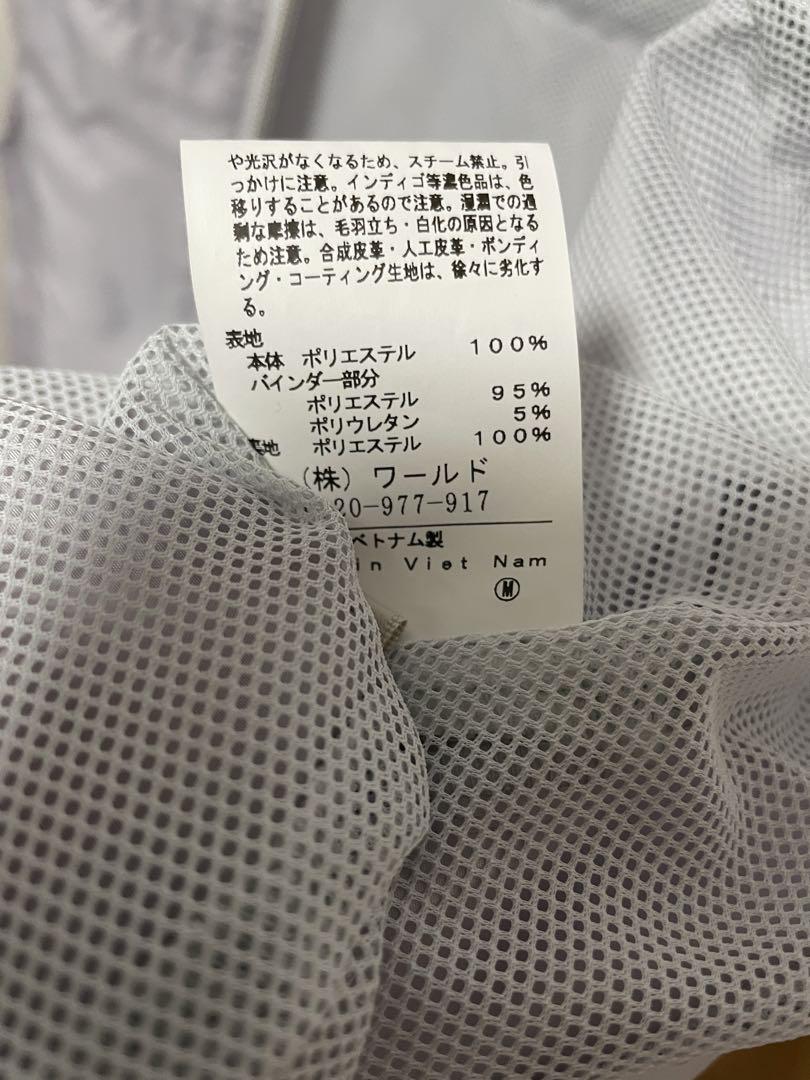 や光沢がなくなるため、スチーム禁止。引
っかけに注意。インディゴ等濃色品は、色
移りすることがあるので注意。湿潤での過
剰な摩擦は、毛羽立ち・白化の原因となる
ため注意。合成皮革・人工皮革・ボンディ
ング・コーティング生地は、徐々に劣化す
る。
表地
本体 ポリエステル 100%
バインダー部分
ポリエステル 95%
ポリウレタン 5%
裏地 ポリエステル 100%
(株) ワールド
20-977-917
ベトナム製
in Viet Nam
M